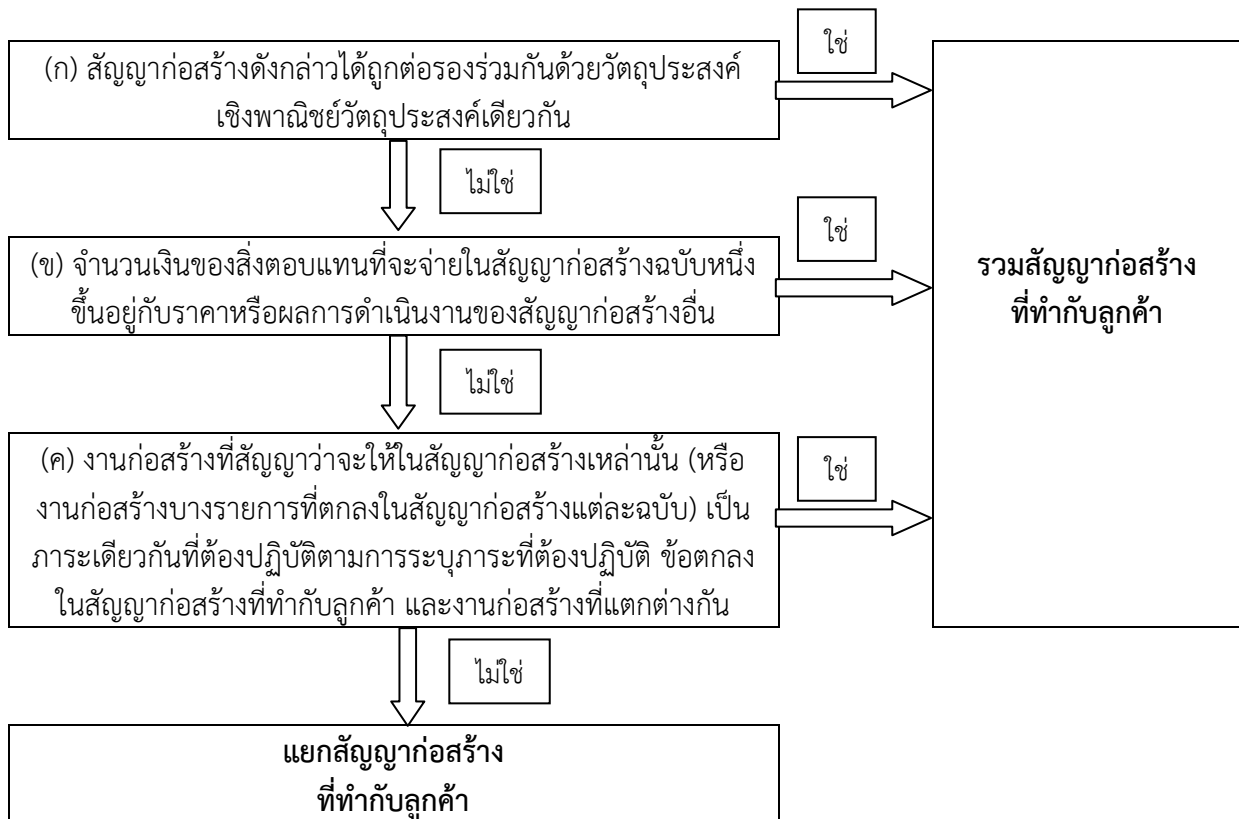 ใช่
(ก) สัญญาก่อสร้างดังกล่าวได้ถูกต่อรองร่วมกันด้วยวัตถุประสงค์
เชิงพาณิชย์วัตถุประสงค์เดียวกัน
ไม่ใช่
ใช่
(ข) จำนวนเงินของสิ่งตอบแทนที่จะจ่ายในสัญญาก่อสร้างฉบับหนึ่ง
ขึ้นอยู่กับราคาหรือผลการดำเนินงานของสัญญาก่อสร้างอื่น
รวมสัญญาก่อสร้าง
ที่ทำกับลูกค้า
ไม่ใช่
ใช่
(ค) งานก่อสร้างที่สัญญาว่าจะให้ในสัญญาก่อสร้างเหล่านั้น (หรือ
งานก่อสร้างบางรายการที่ตกลงในสัญญาก่อสร้างแต่ละฉบับ) เป็น
ภาระเดียวกันที่ต้องปฏิบัติตามการระบุภาระที่ต้องปฏิบัติ ข้อตกลง
ในสัญญาก่อสร้างที่ทำกับลูกค้า และงานก่อสร้างที่แตกต่างกัน
ไม่ใช่
แยกสัญญาก่อสร้าง
ที่ทำกับลูกค้า